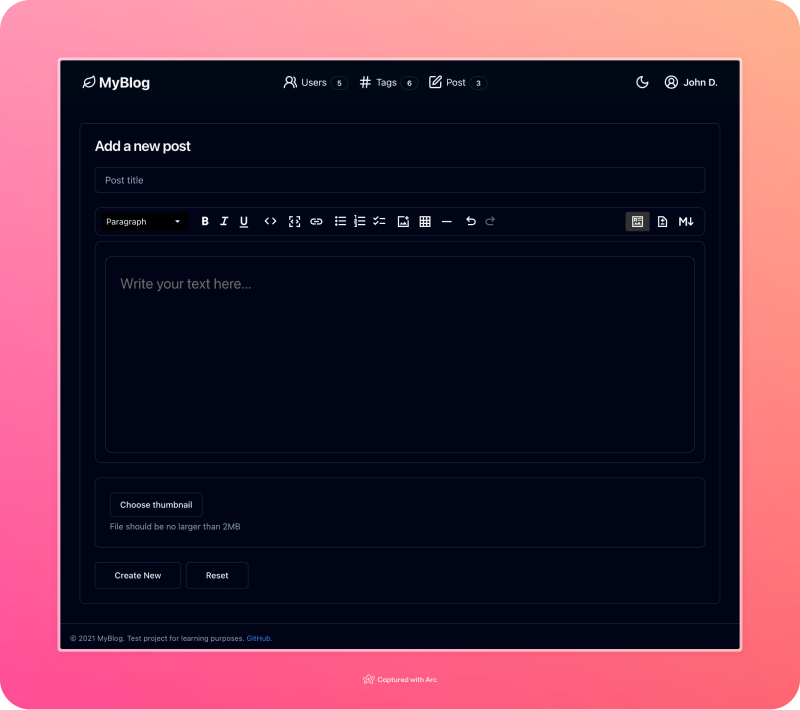 MyBlog
Users 5
Tags 6
Post 3
John D.
Add a new post
Post title
Paragraph
B I U
M↓
Write your text here...
Choose thumbnail
File should be no larger than 2MB
Create New
Reset
© 2021 MyBlog. Test project for learning purposes. GitHub.
Captured with Arc